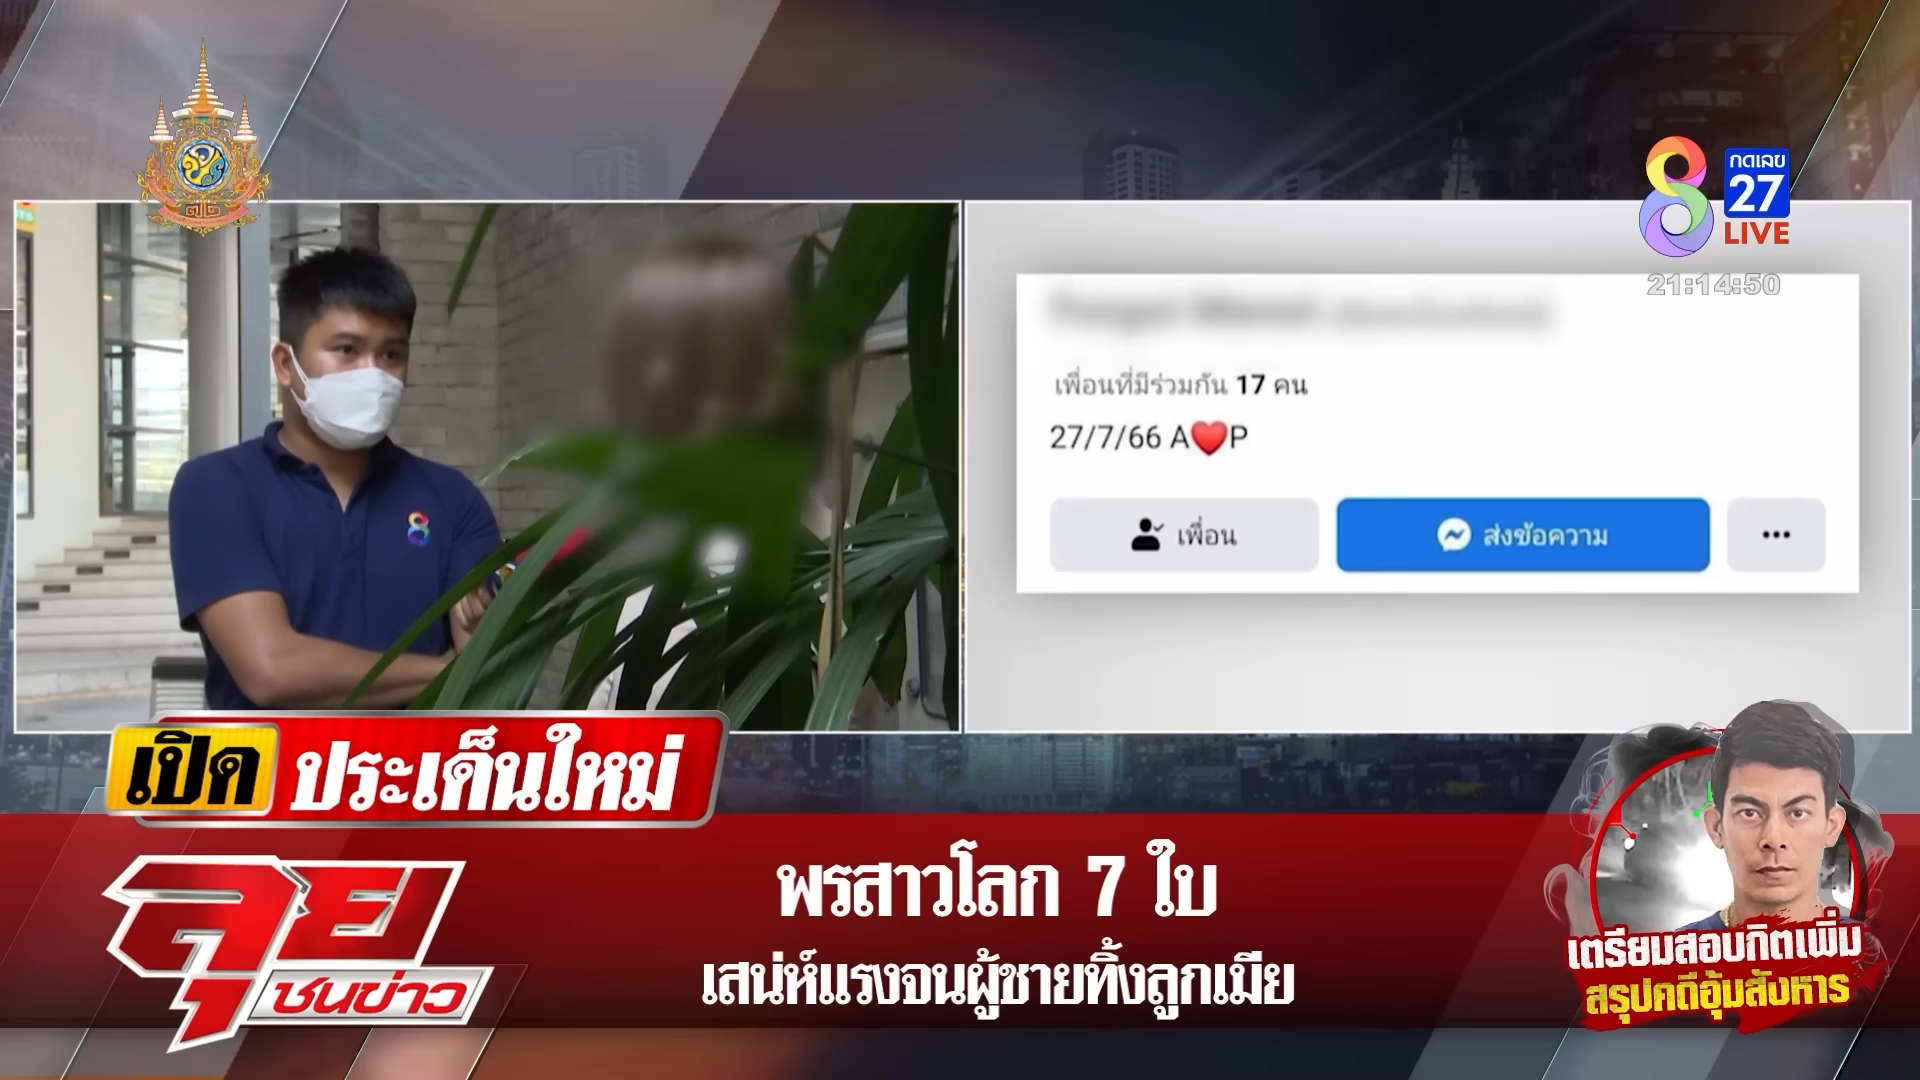 กดเลข
27
LIVE
21:14:50
๗๒
เพื่อนที่มีร่วมกัน 17 คน
27/7/66 A❤️P
เพื่อน
ส่งข้อความ
เปิด ประเด็นใหม่
ลุย
ชนข่าว
พรสาวโลก 7 ใบ
เสน่ห์แรงจนผู้ชายทิ้งลูกเมีย
เตรียมสอบกิตเพิ่ม
สรุปคดีอุ้มสังหาร